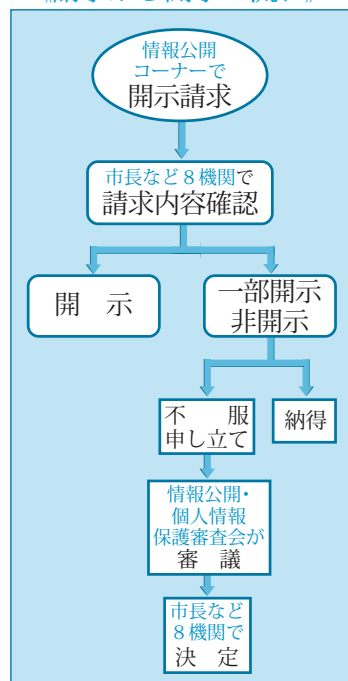 情報公開
コーナーで
開示請求
市長など8機関で
請求内容確認
開　示
一部開示
非開示
不　服
申し立て
納得
情報公開・
個人情報
保護審査会が
審　議
市長など
8機関で
決　定